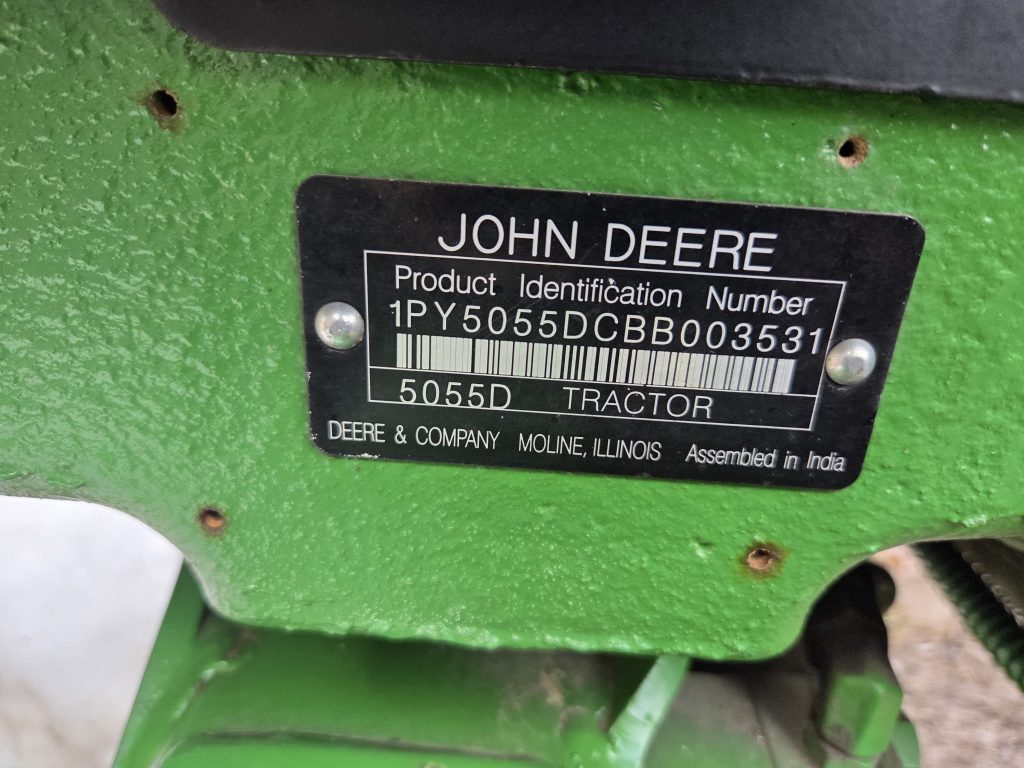 JOHN DEERE
Product Identification Number
1PY5055DCBB003531
5055D TRACTOR
DEERE & COMPANY MOLINE, ILLINOIS Assembled in India